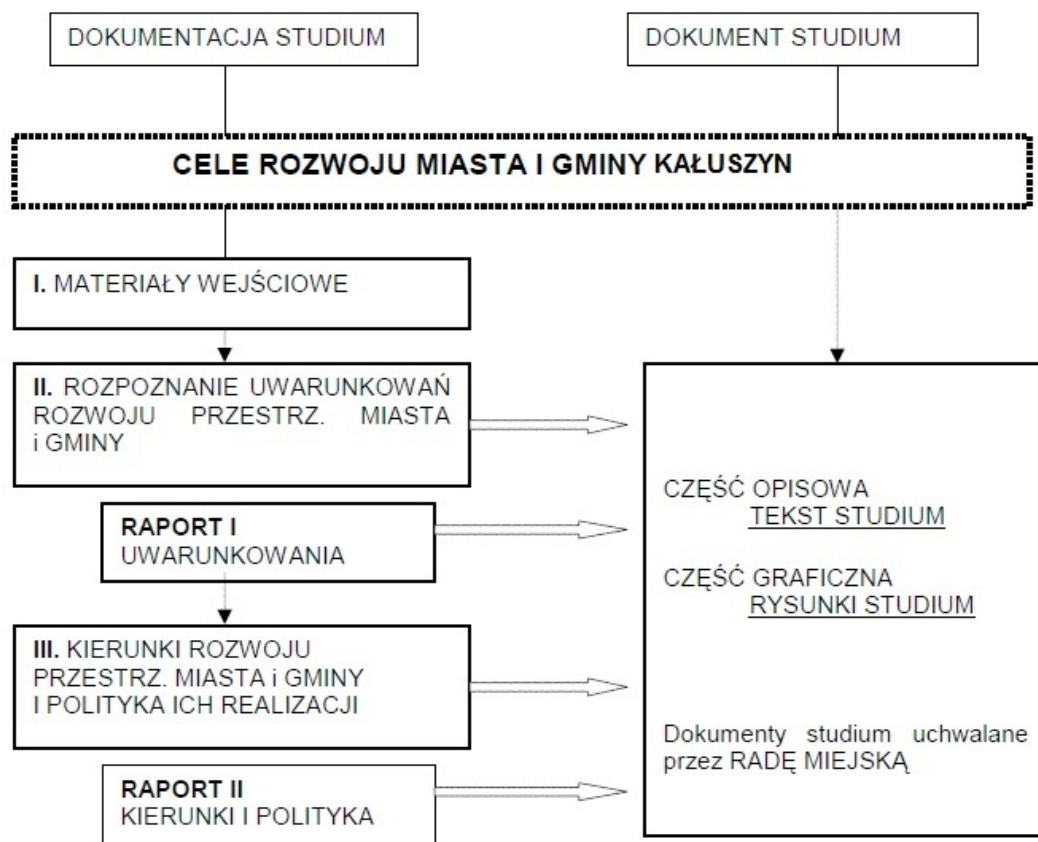 DOKUMENTACJA STUDIUM
DOKUMENT STUDIUM
CELE ROZWOJU MIASTA I GMINY KAŁUSZYN
I. MATERIAŁY WEJŚCIOWE
II. ROZPOZNANIE UWARUNKOWAŃ
ROZWOJU PRZESTRZ. MIASTA
i GMINY
RAPORT I
UWARUNKOWANIA
III. KIERUNKI ROZWOJU
PRZESTRZ. MIASTA i GMINY
I POLITYKA ICH REALIZACJI
RAPORT II
KIERUNKI I POLITYKA
CZĘŚĆ OPISOWA
TEKST STUDIUM
CZĘŚĆ GRAFICZNA
RYSUNKI STUDIUM
Dokumenty studium uchwalane
przez RADĘ MIEJSKĄ